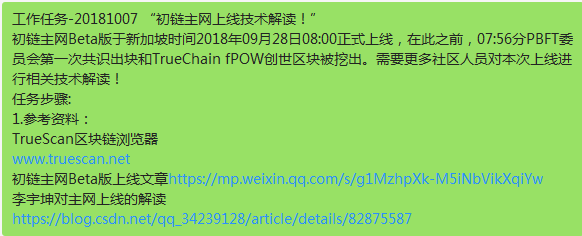 工作任务-20181007 “初链主网上线技术解读！”
初链主网Beta版于新加坡时间2018年09月28日08:00正式上线，在此之前，07:56分PBFT委
员会第一次共识出块和TrueChain fPOW创世区块被挖出。需要更多社区人员对本次上线进
行相关技术解读！
任务步骤:
1.参考资料：
TrueScan区块链浏览器
www.truescan.net
初链主网Beta版上线文章https://mp.weixin.qq.com/s/g1MzhpXk-M5iNbVikXqiYw
李宇坤对主网上线的解读
https://blog.csdn.net/qq_34239128/article/details/82875587